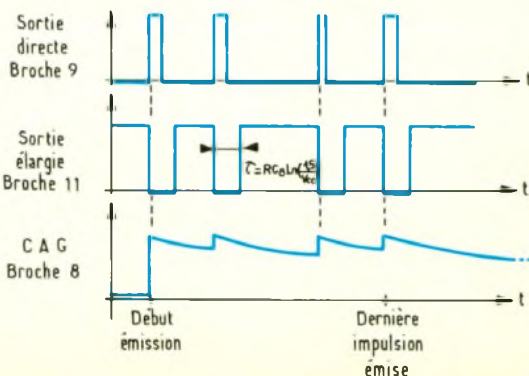 Sortie
directe
Broche 9
t
Sortie
élargie
Broche 11
t
C A G
Broche 8
t
Début
émission
Dernière
impulsion
émise